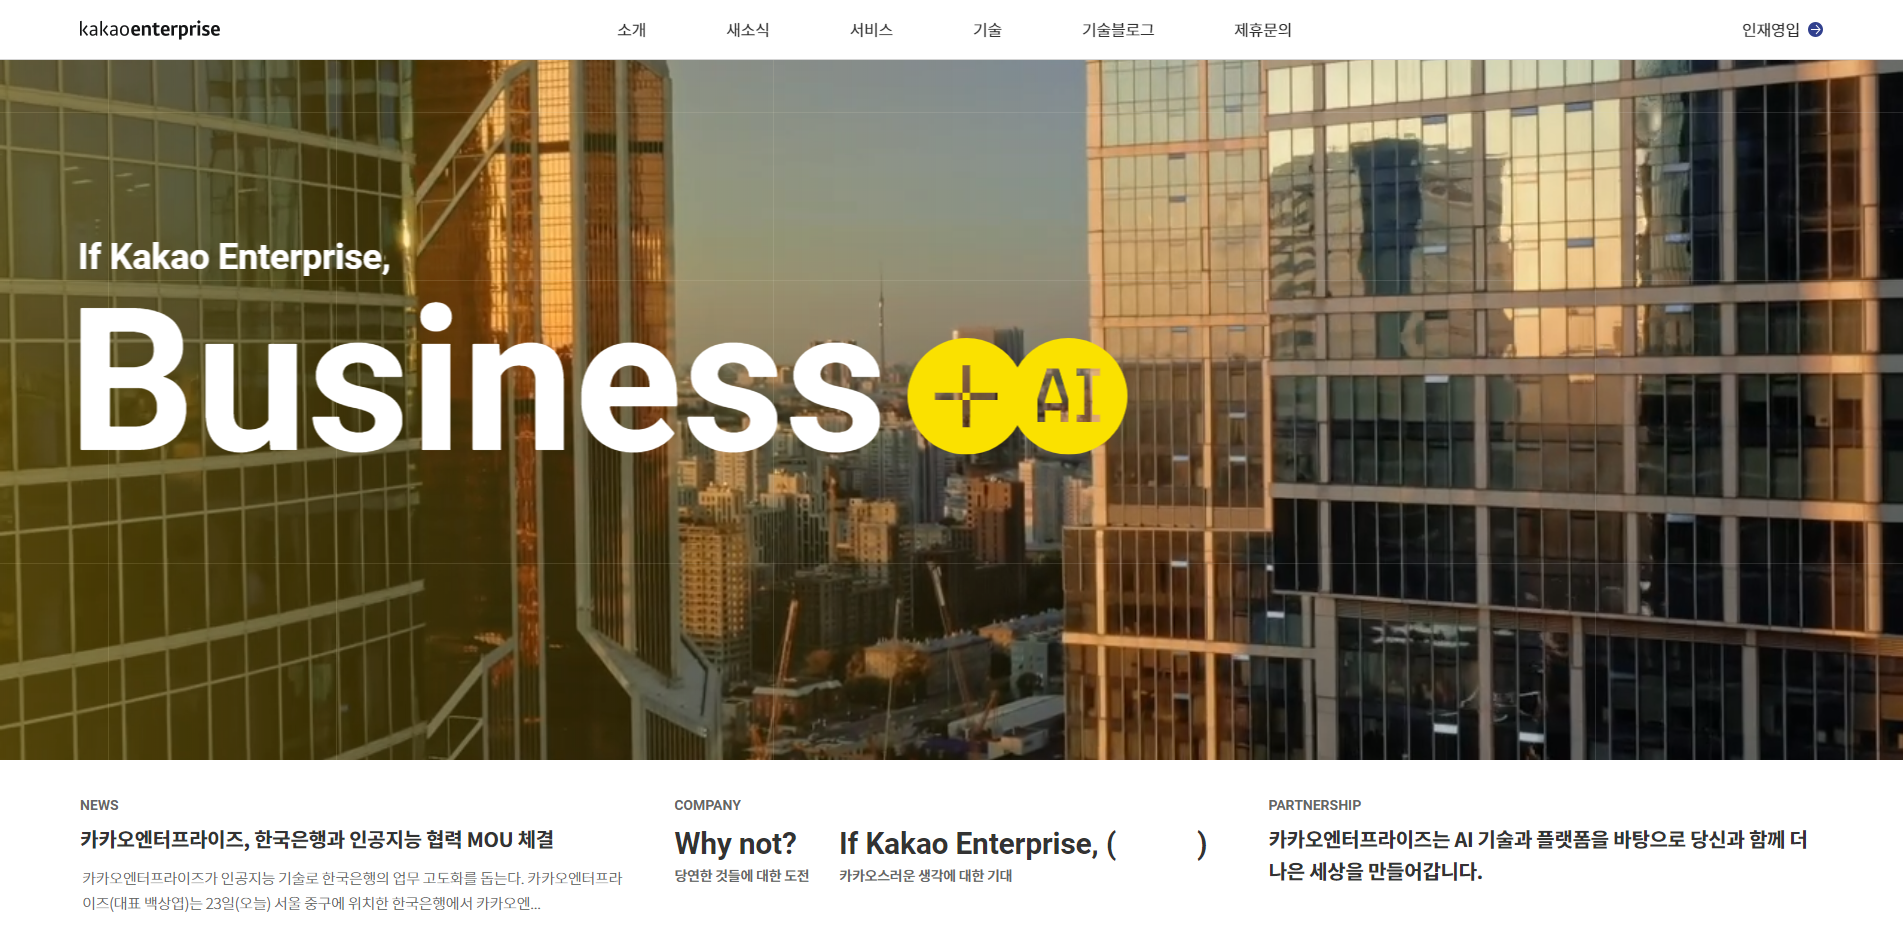 kakaoenterprise
소개 새소식 서비스 기술 기술블로그 제휴문의 인재영입
If Kakao Enterprise,
Business + AI
NEWS
카카오엔터프라이즈, 한국은행과 인공지능 협력 MOU 체결
카카오엔터프라이즈가 인공지능 기술로 한국은행의 업무 고도화를 돕는다. 카카오엔터프라
이즈(대표 백상엽)는 23일(오늘) 서울 중구에 위치한 한국은행에서 카카오엔...
COMPANY
Why not?
당연한 것들에 대한 도전
If Kakao Enterprise, ( )
카카오스러운 생각에 대한 기대
PARTNERSHIP
카카오엔터프라이즈는 AI 기술과 플랫폼을 바탕으로 당신과 함께 더
나은 세상을 만들어갑니다.